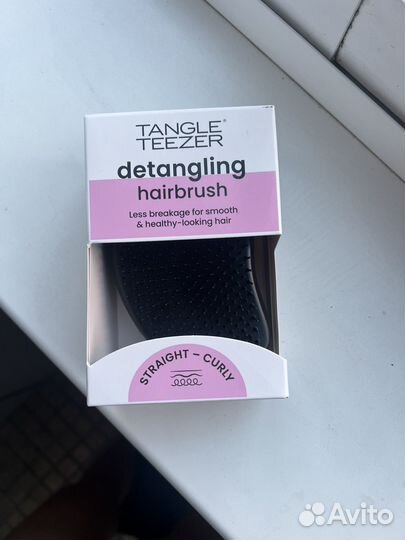 TANGLE®
TEEZER
detangling
hairbrush
Less breakage for smooth
& healthy-looking hair
STRAIGHT – CURLY
Avito